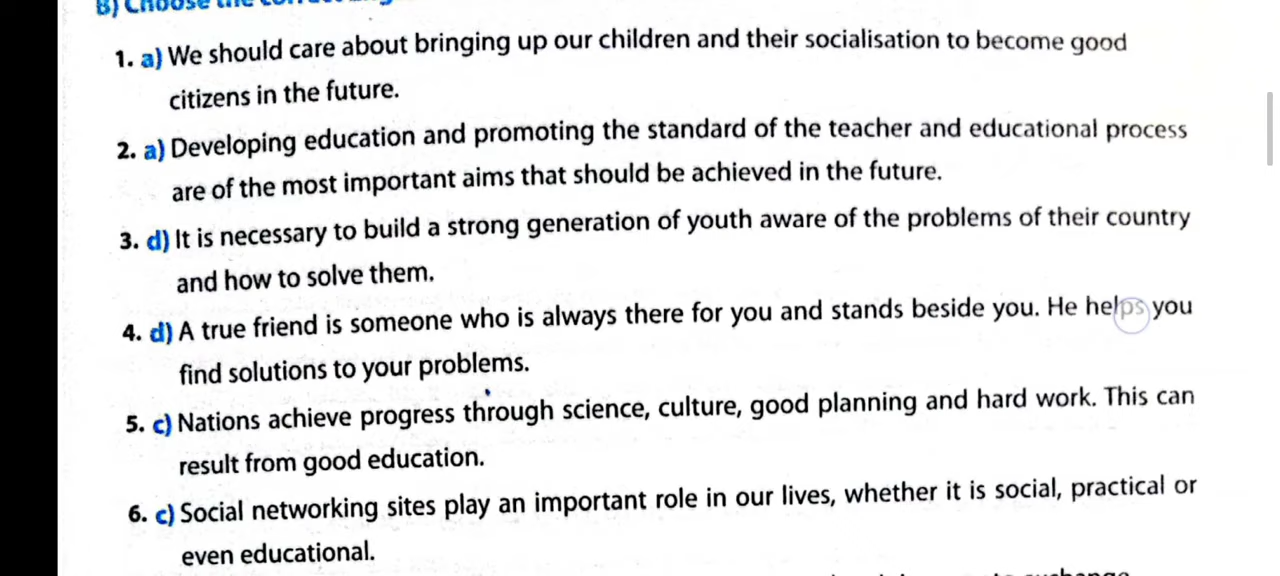 B) Choose the
1. a) We should care about bringing up our children and their socialisation to become good
citizens in the future.
2. a) Developing education and promoting the standard of the teacher and educational process
are of the most important aims that should be achieved in the future.
3. d) It is necessary to build a strong generation of youth aware of the problems of their country
and how to solve them.
4. d) A true friend is someone who is always there for you and stands beside you. He helps you
find solutions to your problems.
5. c) Nations achieve progress through science, culture, good planning and hard work. This can
result from good education.
6. c) Social networking sites play an important role in our lives, whether it is social, practical or
even educational.